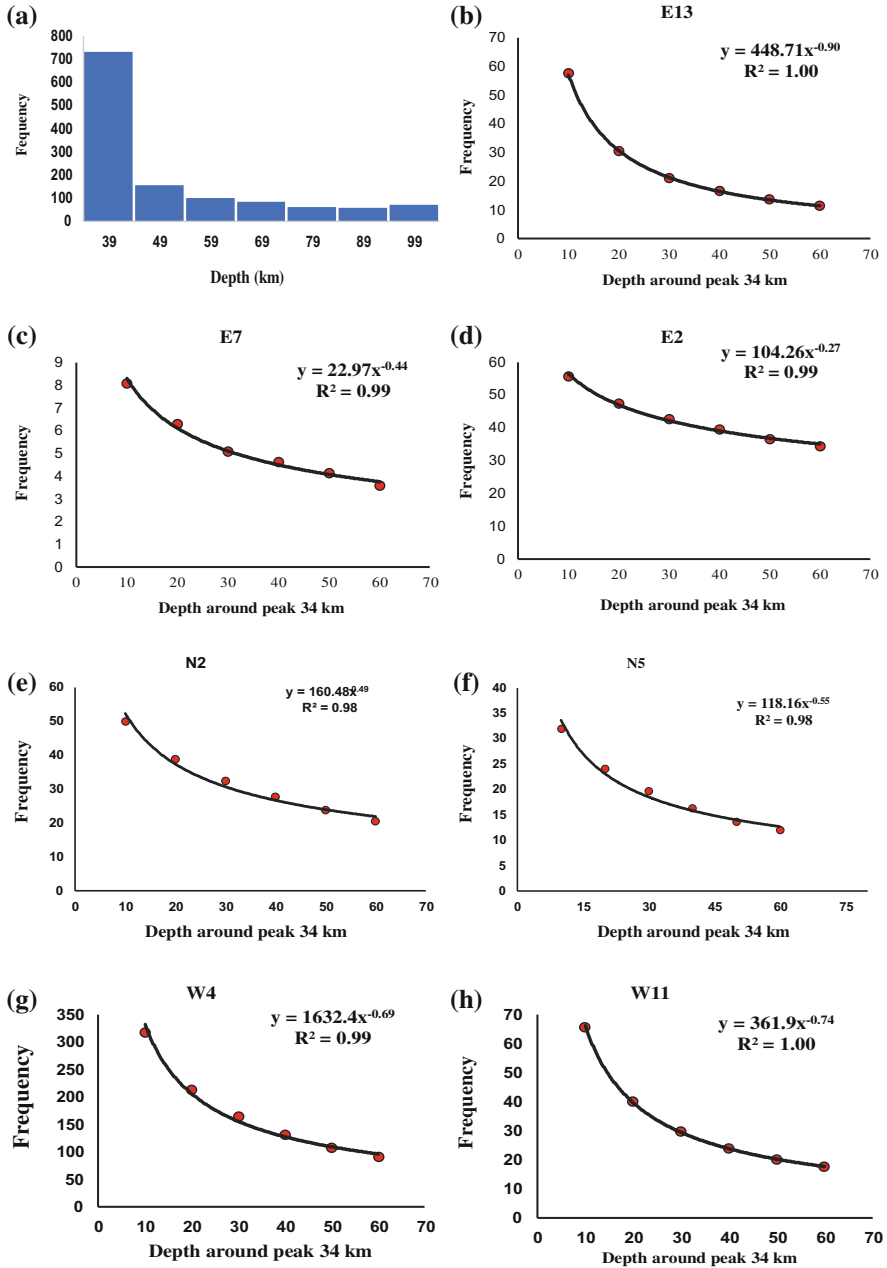 (a)
800
700
600
500
400
300
200
100
0
Fequency
39 49 59 69 79 89 99
Depth (km)
(b)
E13
y = 448.71x^-0.90
R² = 1.00
70
60
50
40
30
20
10
0
Frequency
0 10 20 30 40 50 60 70
Depth around peak 34 km
(c)
E7
y = 22.97x^-0.44
R² = 0.99
9
8
7
6
5
4
3
2
1
0
Frequency
0 10 20 30 40 50 60 70
Depth around peak 34 km
(d)
E2
y = 104.26x^-0.27
R² = 0.99
60
50
40
30
20
10
0
Frequency
0 10 20 30 40 50 60 70
Depth around peak 34 km
(e)
N2
y = 160.48x^-0.49
R² = 0.98
60
50
40
30
20
10
0
Frequency
0 10 20 30 40 50 60 70
Depth around peak 34 km
(f)
N5
y = 118.16x^-0.55
R² = 0.98
40
35
30
25
20
15
10
5
0
Frequency
0 15 30 45 60 75
Depth around peak 34 km
(g)
W4
y = 1632.4x^-0.69
R² = 0.99
350
300
250
200
150
100
50
0
Frequency
0 10 20 30 40 50 60 70
Depth around peak 34 km
(h)
W11
y = 361.9x^-0.74
R² = 1.00
70
60
50
40
30
20
10
0
Frequency
0 10 20 30 40 50 60 70
Depth around peak 34 km